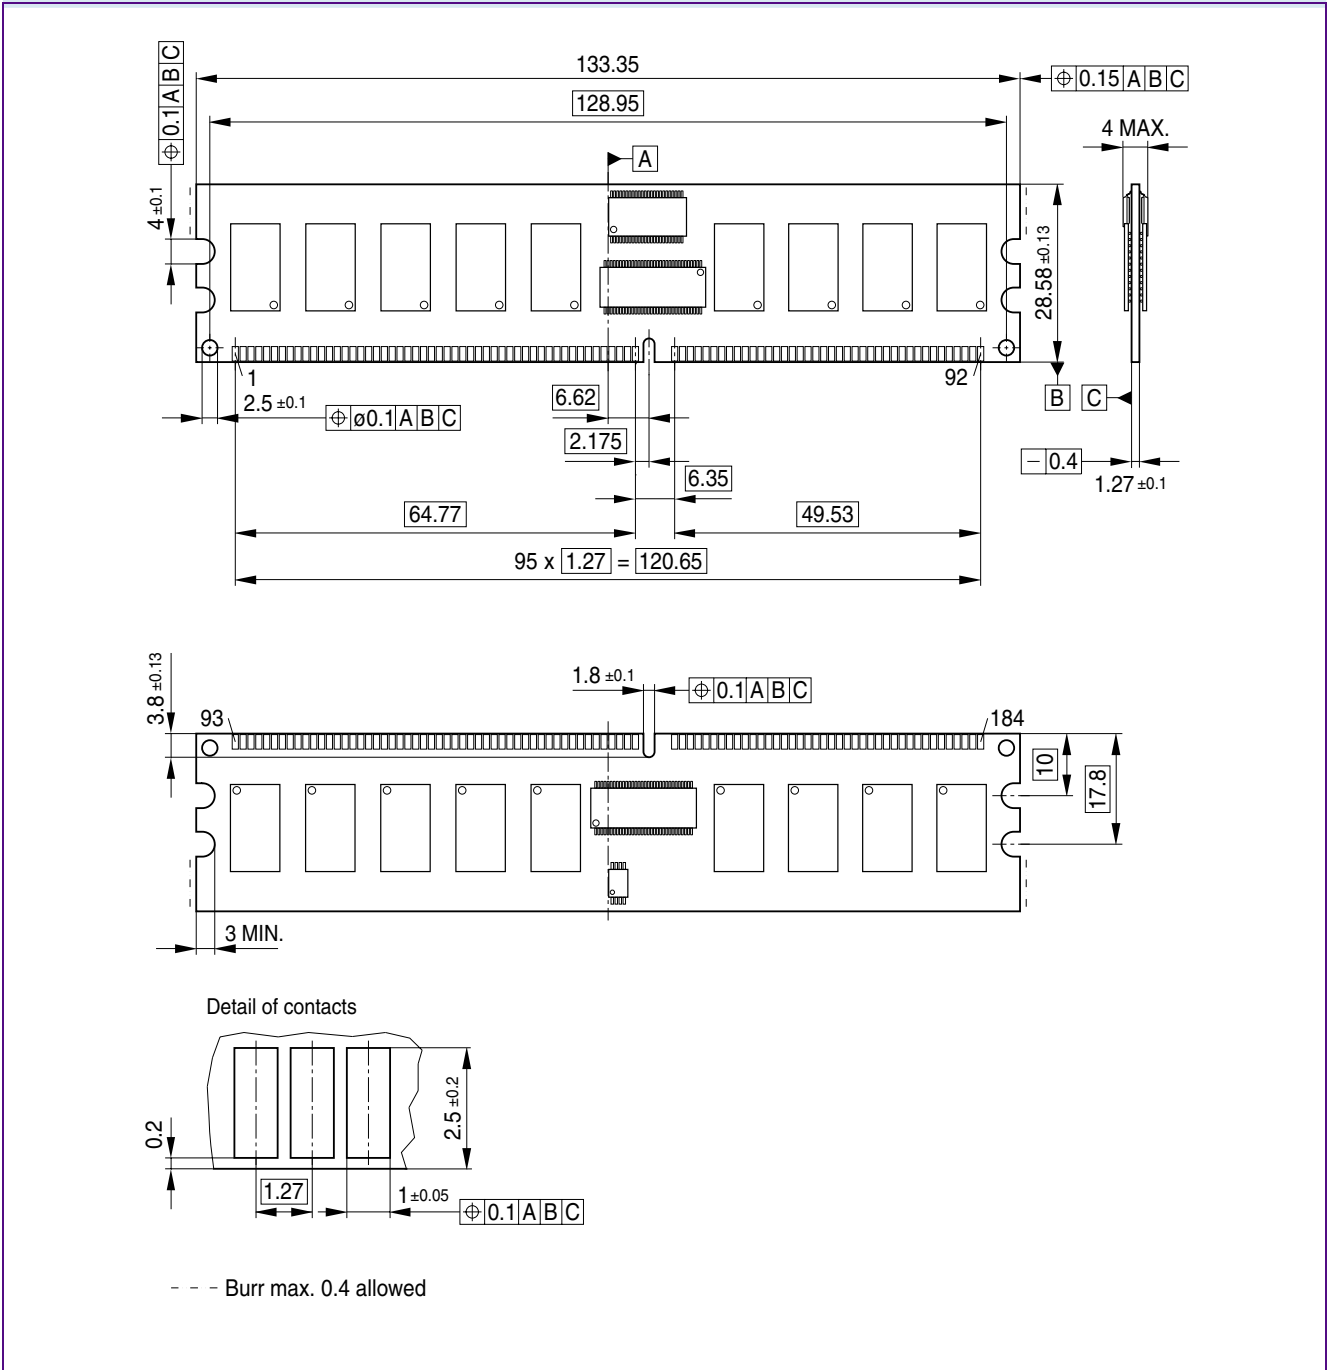 133.35
⌖ 0.1 A B C
⌖ 0.15 A B C
128.95
4 MAX.
A
4 ±0.1
28.58 ±0.13
1
92
2.5 ±0.1
⌖ ø0.1 A B C
6.62
B
C
2.175
– 0.4
6.35
1.27 ±0.1
64.77
49.53
95 x 1.27 = 120.65
3.8 ±0.13
1.8 ±0.1
⌖ 0.1 A B C
93
184
10
17.8
3 MIN.
Detail of contacts
2.5 ±0.2
0.2
1.27
1 ±0.05
⌖ 0.1 A B C
- - - Burr max. 0.4 allowed